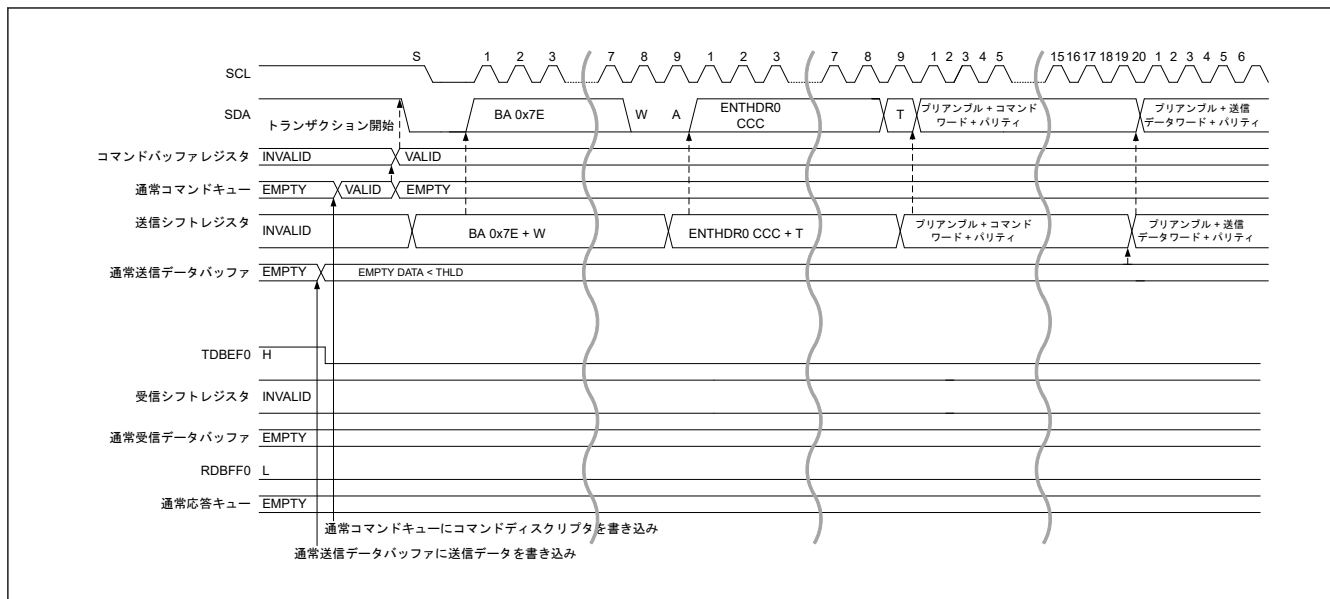 S 1 2 3 7 8 9 1 2 3 7 8 9 1 2 3 4 5 15 16 17 18 19 20 1 2 3 4 5 6
SCL
SDA
トランザクション開始
BA 0x7E
W
A
ENTHDR0
CCC
T
プリアンブル + コマンド
ワード + パリティ
プリアンブル + 送信
データワード + パリティ
コマンドバッファレジスタ
INVALID
VALID
通常コマンドキュー
EMPTY
VALID
EMPTY
送信シフトレジスタ
INVALID
BA 0x7E + W
ENTHDR0 CCC + T
プリアンブル + コマンド
ワード + パリティ
プリアンブル + 送信
データワード + パリティ
通常送信データバッファ
EMPTY
EMPTY DATA < THLD
TDBEF0
H
受信シフトレジスタ
INVALID
通常受信データバッファ
EMPTY
RDBFF0
L
通常応答キュー
EMPTY
通常コマンドキューにコマンドディスクリプタを書き込み
通常送信データバッファに送信データを書き込み